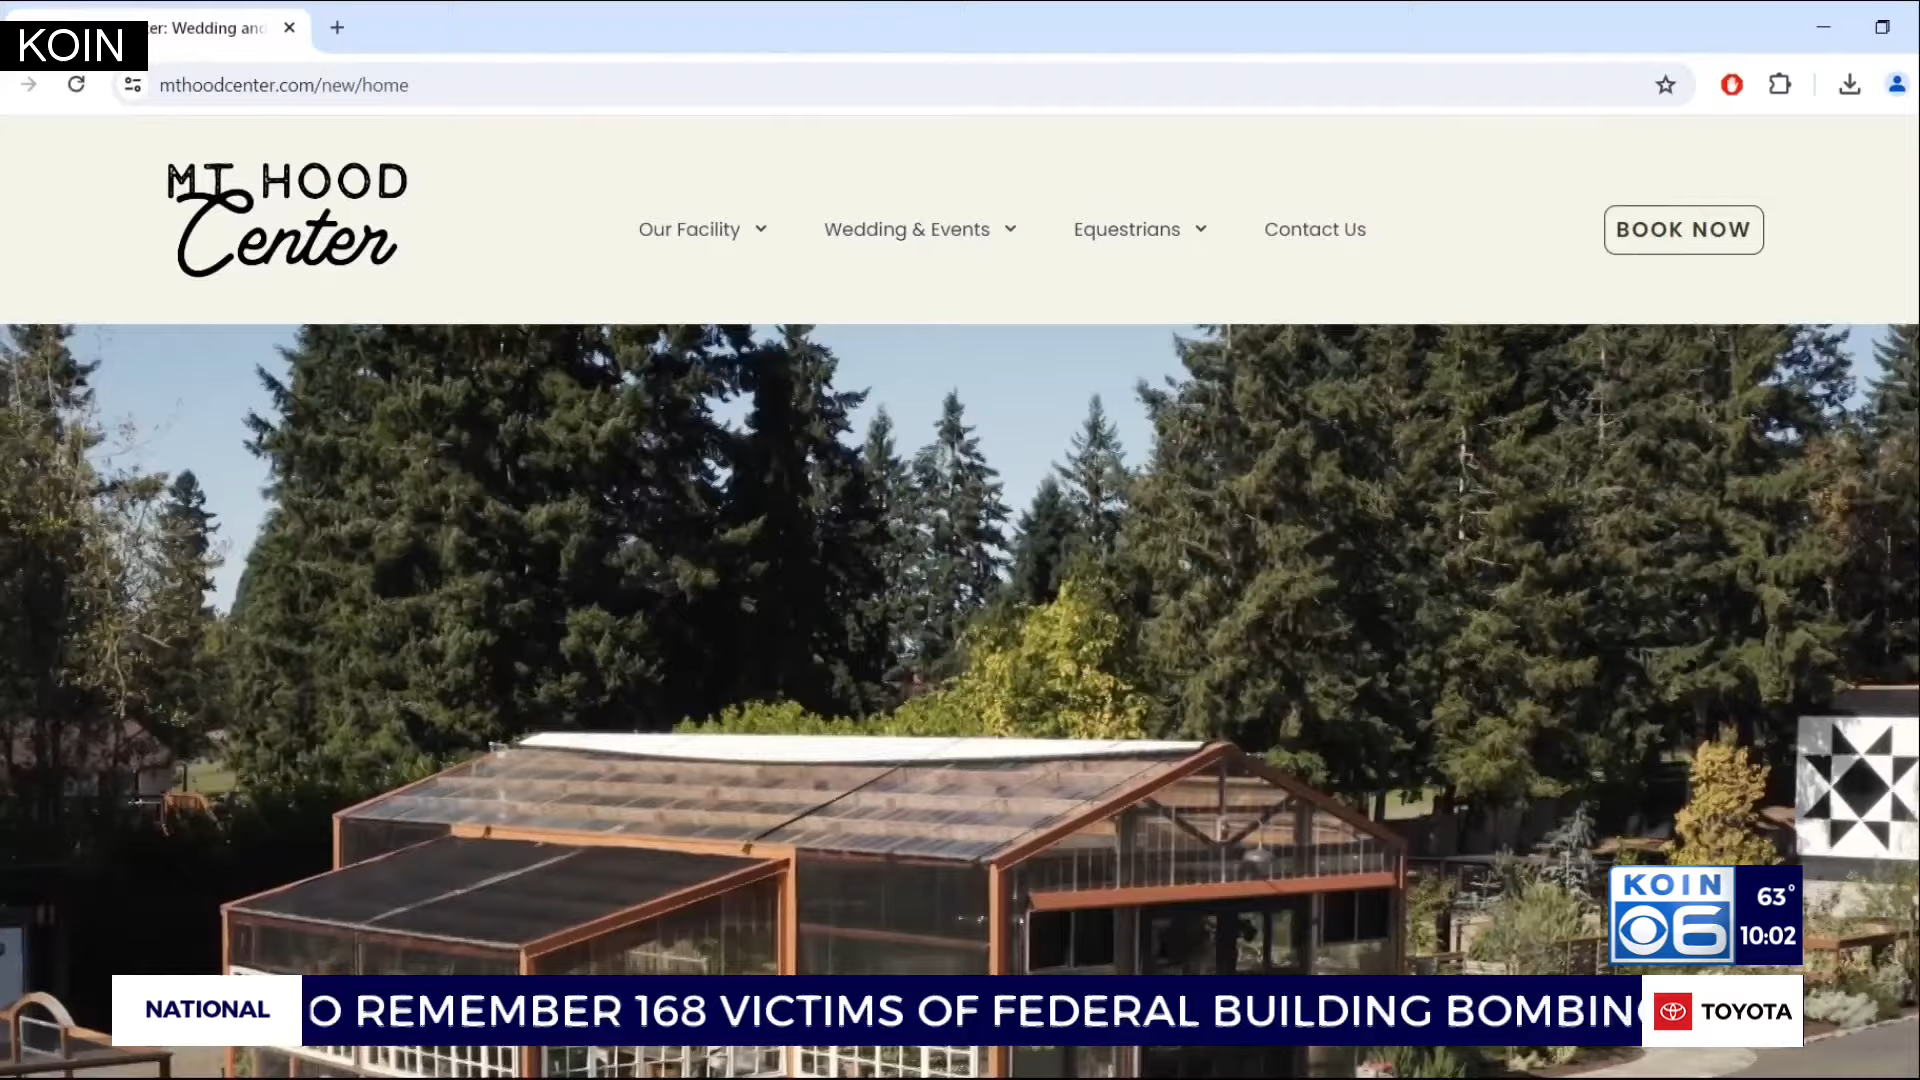 KOIN
er: Wedding and
mthoodcenter.com/new/home
MT HOOD
Center
Our Facility
Wedding & Events
Equestrians
Contact Us
BOOK NOW
KOIN
6
63°
10:02
NATIONAL
O REMEMBER 168 VICTIMS OF FEDERAL BUILDING BOMBING
TOYOTA